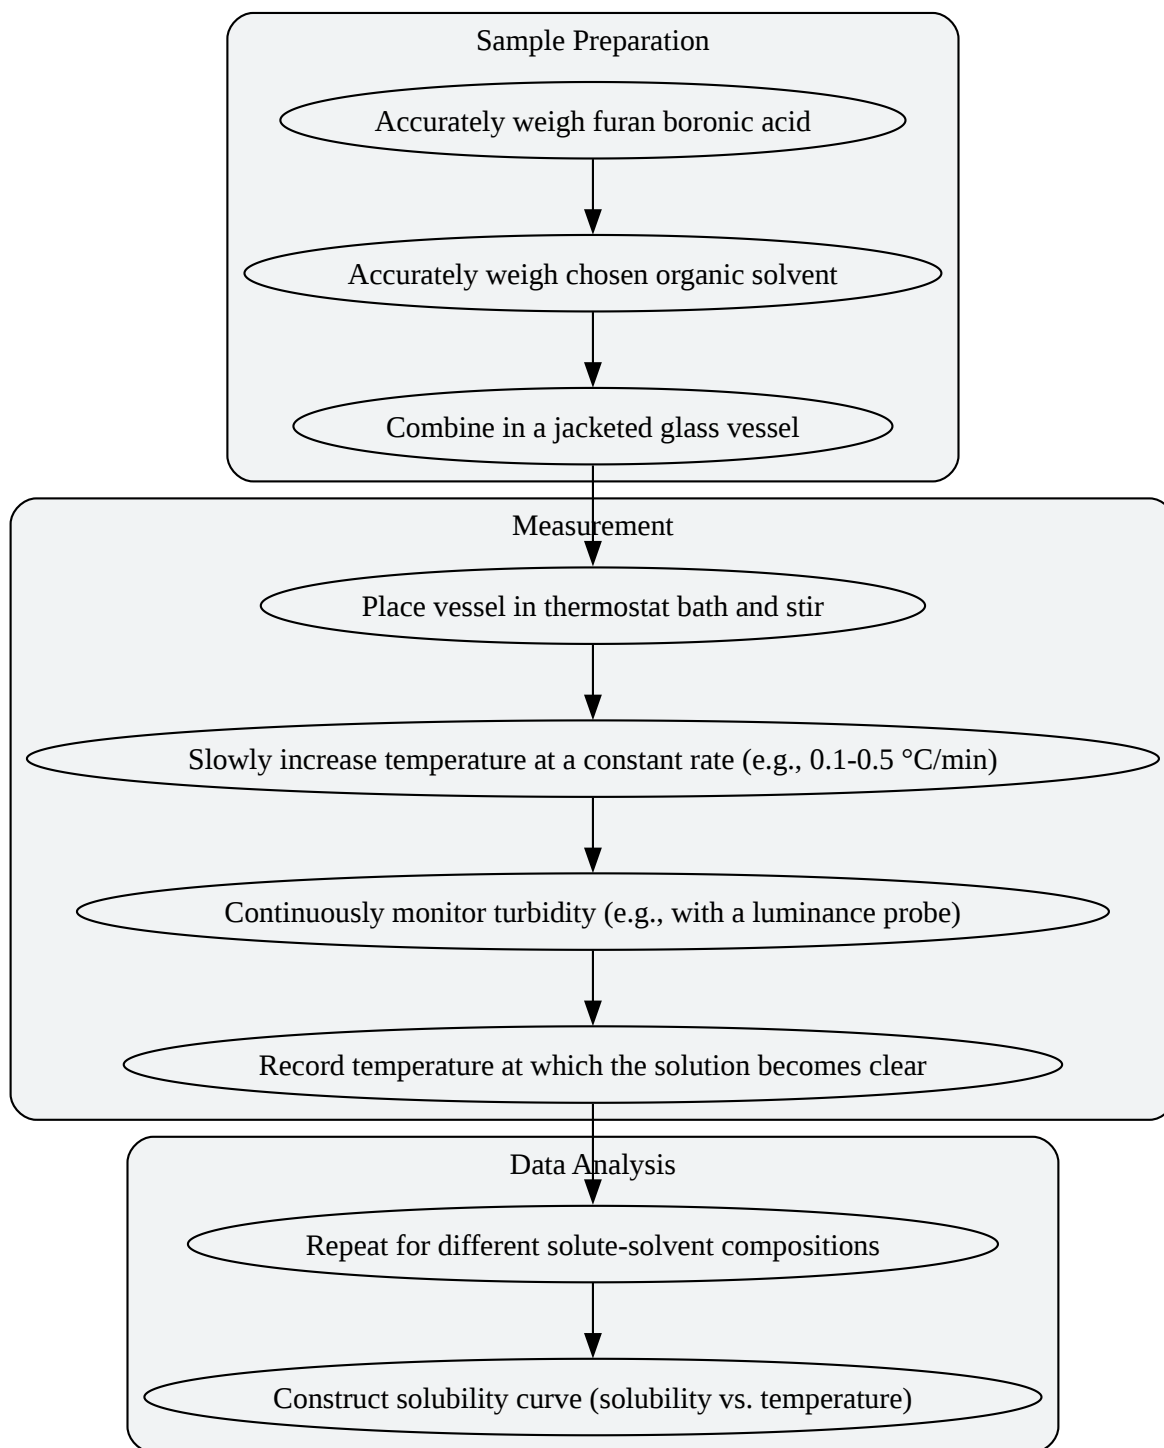 Sample Preparation
Accurately weigh furan boronic acid
Accurately weigh chosen organic solvent
Combine in a jacketed glass vessel
Measurement
Place vessel in thermostat bath and stir
Slowly increase temperature at a constant rate (e.g., 0.1-0.5 °C/min)
Continuously monitor turbidity (e.g., with a luminance probe)
Record temperature at which the solution becomes clear
Data Analysis
Repeat for different solute-solvent compositions
Construct solubility curve (solubility vs. temperature)